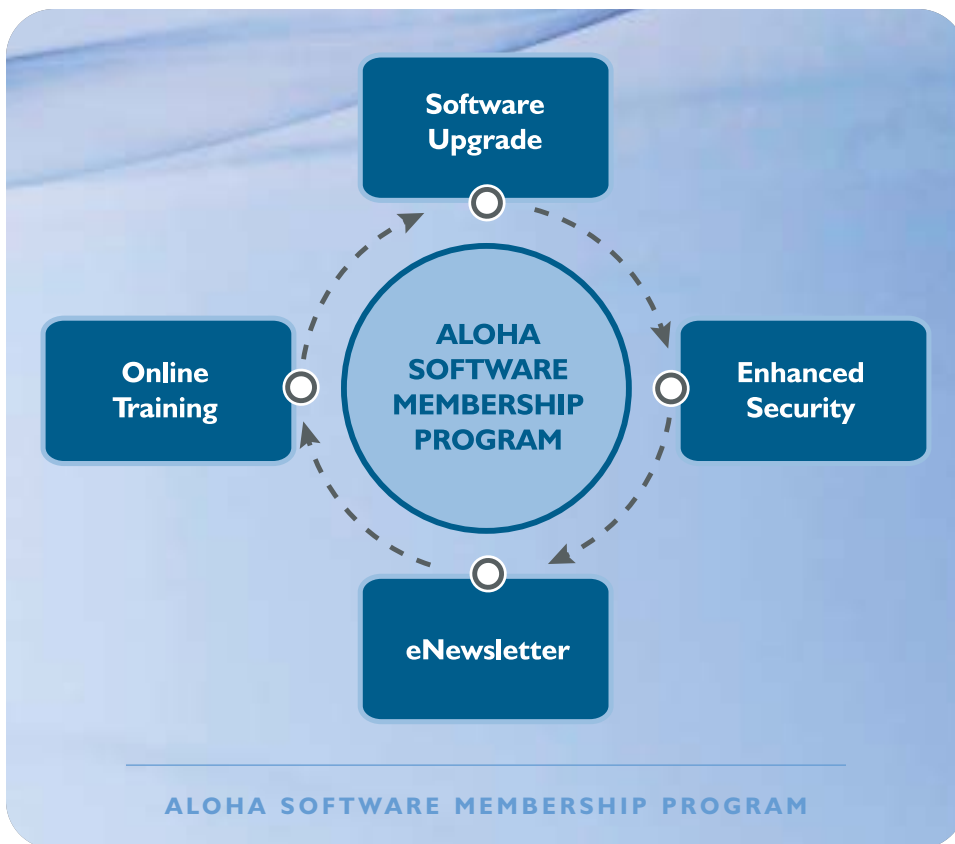 Software
Upgrade
Online
Training
ALOHA
SOFTWARE
MEMBERSHIP
PROGRAM
Enhanced
Security
eNewsletter
ALOHA SOFTWARE MEMBERSHIP PROGRAM